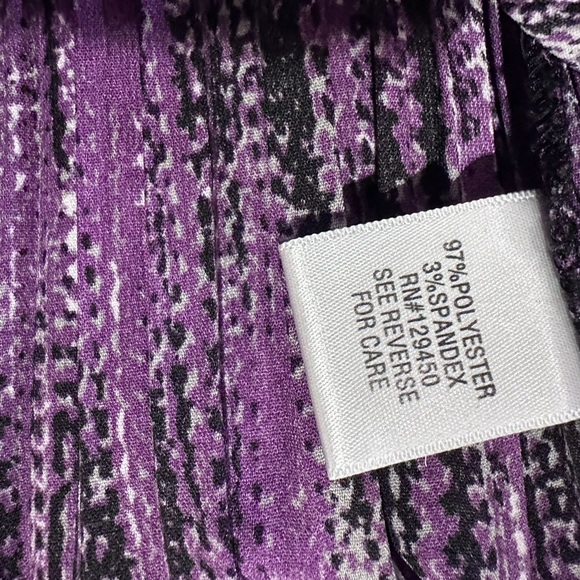 97%POLYESTER
3%SPANDEX
RN#129450
SEE REVERSE
FOR CARE